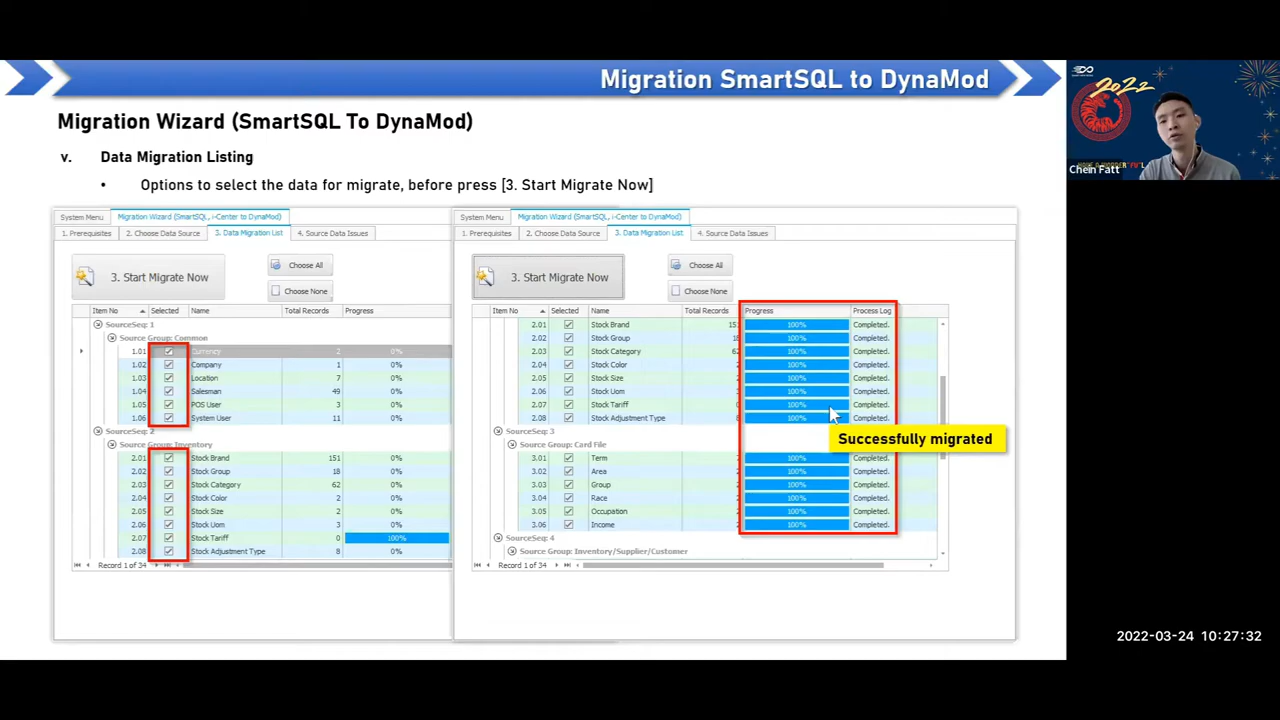 Migration SmartSQL to DynaMod
Migration Wizard (SmartSQL To DynaMod)
v. Data Migration Listing
• Options to select the data for migrate, before press [3. Start Migrate Now]
System Menu Migration Wizard (SmartSQL, i-Center to DynaMod)
1. Prerequisites 2. Choose Data Source 3. Data Migration List 4. Source Data Issues
3. Start Migrate Now
Choose All
Choose None
Item No Selected Name Total Records Progress
SourceSeq: 1
Source Group: Common
1.01 Currency 2 0%
1.02 Company 1 0%
1.03 Location 7 0%
1.04 Salesman 49 0%
1.05 POS User 3 0%
1.06 System User 11 0%
SourceSeq: 2
Source Group: Inventory
2.01 Stock Brand 151 0%
2.02 Stock Group 18 0%
2.03 Stock Category 62 0%
2.04 Stock Color 2 0%
2.05 Stock Size 2 0%
2.06 Stock Uom 3 0%
2.07 Stock Tariff 0 100%
2.08 Stock Adjustment Type 8 0%
Record 1 of 34
System Menu Migration Wizard (SmartSQL, i-Center to DynaMod)
1. Prerequisites 2. Choose Data Source 3. Data Migration List 4. Source Data Issues
3. Start Migrate Now
Choose All
Choose None
Item No Selected Name Total Records Progress Process Log
2.01 Stock Brand 151 100% Completed.
2.02 Stock Group 18 100% Completed.
2.03 Stock Category 62 100% Completed.
2.04 Stock Color 100% Completed.
2.05 Stock Size 100% Completed.
2.06 Stock Uom 100% Completed.
2.07 Stock Tariff 100% Completed.
2.08 Stock Adjustment Type 100% Completed.
SourceSeq: 3
Source Group: Card File
3.01 Term 100% Completed.
3.02 Area 100% Completed.
3.03 Group 100% Completed.
3.04 Race 100% Completed.
3.05 Occupation 100% Completed.
3.06 Income 100% Completed.
SourceSeq: 4
Source Group: Inventory/Supplier/Customer
Record 1 of 34
Successfully migrated
2022
Chein Fatt
2022-03-24 10:27:32